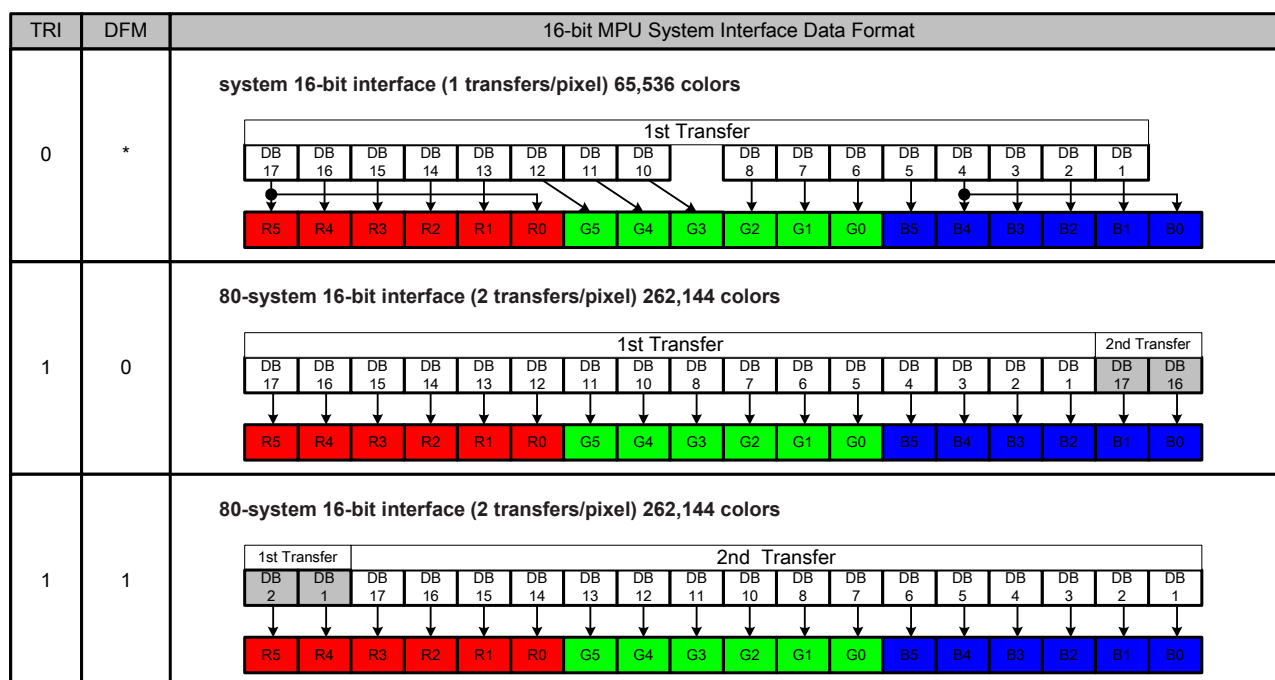 TRI DFM 16-bit MPU System Interface Data Format
0 *
system 16-bit interface (1 transfers/pixel) 65,536 colors
1st Transfer
DB 17 DB 16 DB 15 DB 14 DB 13 DB 12 DB 11 DB 10 DB 8 DB 7 DB 6 DB 5 DB 4 DB 3 DB 2 DB 1
R5 R4 R3 R2 R1 R0 G5 G4 G3 G2 G1 G0 B5 B4 B3 B2 B1 B0
1 0
80-system 16-bit interface (2 transfers/pixel) 262,144 colors
1st Transfer 2nd Transfer
DB 17 DB 16 DB 15 DB 14 DB 13 DB 12 DB 11 DB 10 DB 8 DB 7 DB 6 DB 5 DB 4 DB 3 DB 2 DB 1 DB 17 DB 16
R5 R4 R3 R2 R1 R0 G5 G4 G3 G2 G1 G0 B5 B4 B3 B2 B1 B0
1 1
80-system 16-bit interface (2 transfers/pixel) 262,144 colors
1st Transfer 2nd Transfer
DB 2 DB 1 DB 17 DB 16 DB 15 DB 14 DB 13 DB 12 DB 11 DB 10 DB 8 DB 7 DB 6 DB 5 DB 4 DB 3 DB 2 DB 1
R5 R4 R3 R2 R1 R0 G5 G4 G3 G2 G1 G0 B5 B4 B3 B2 B1 B0